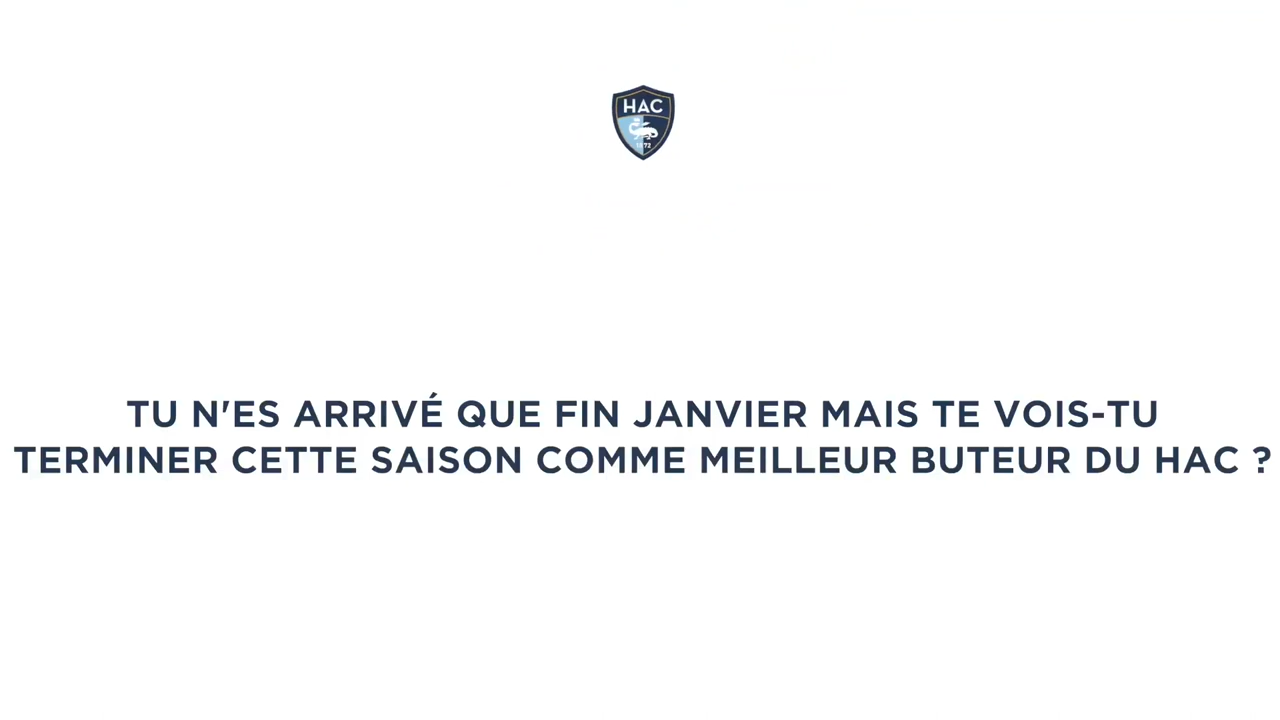 HAC
1872
TU N'ES ARRIVÉ QUE FIN JANVIER MAIS TE VOIS-TU
TERMINER CETTE SAISON COMME MEILLEUR BUTEUR DU HAC ?